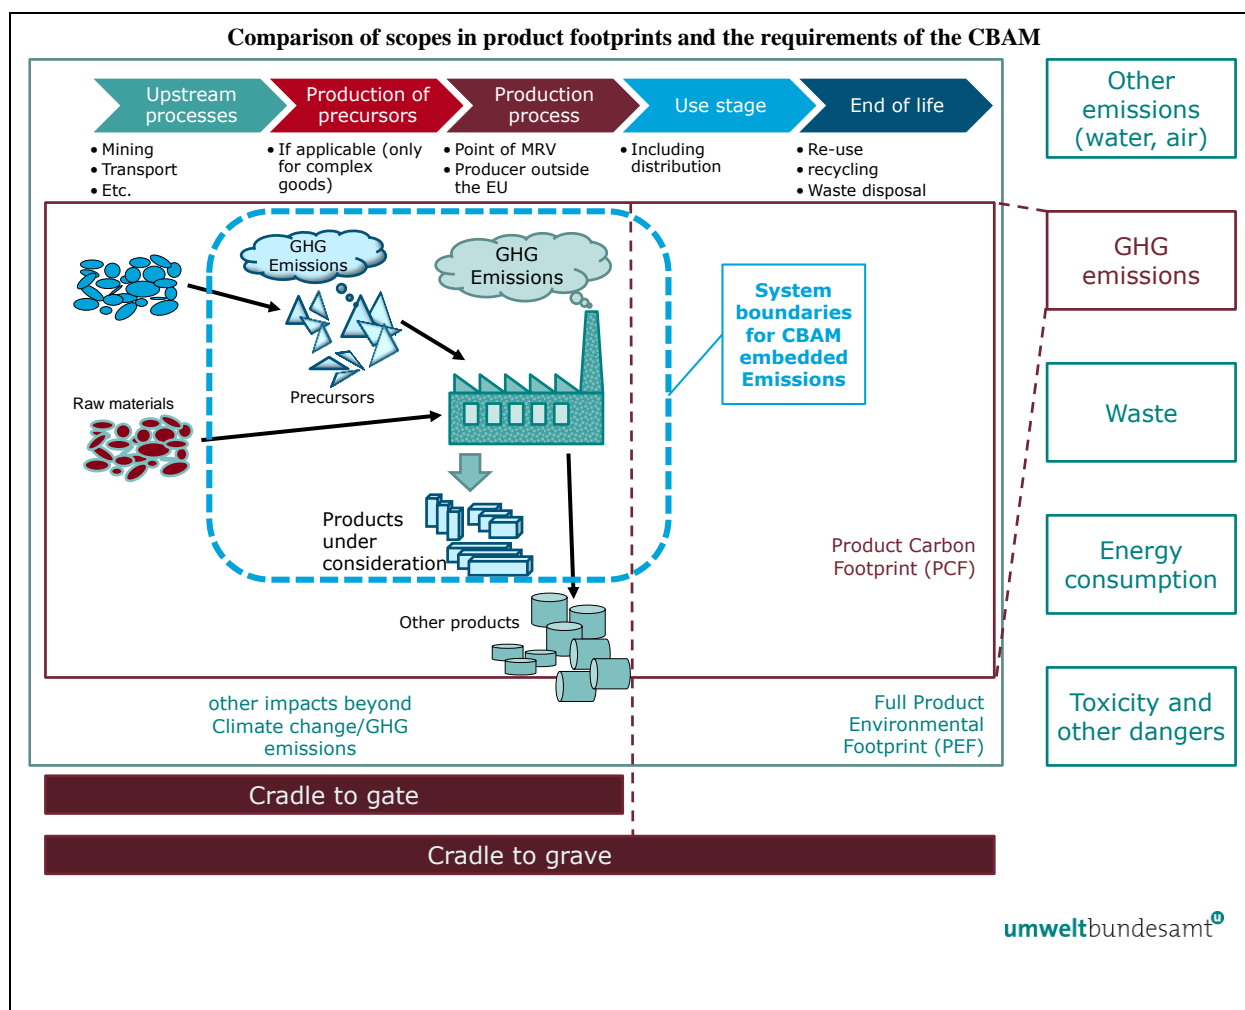 Comparison of scopes in product footprints and the requirements of the CBAM
Upstream
processes
Production of
precursors
Production
process
Use stage
End of life
Other
emissions
(water, air)
• Mining
• Transport
• Etc.
• If applicable (only
for complex
goods)
• Point of MRV
• Producer outside
the EU
• Including
distribution
• Re-use
• recycling
• Waste disposal
GHG
Emissions
GHG
Emissions
GHG
emissions
System
boundaries
for CBAM
embedded
Emissions
Precursors
Raw materials
Waste
Products
under
consideration
Product Carbon
Footprint (PCF)
Energy
consumption
Other products
other impacts beyond
Climate change/GHG
emissions
Full Product
Environmental
Footprint (PEF)
Toxicity and
other dangers
Cradle to gate
Cradle to grave
umweltbundesamt u